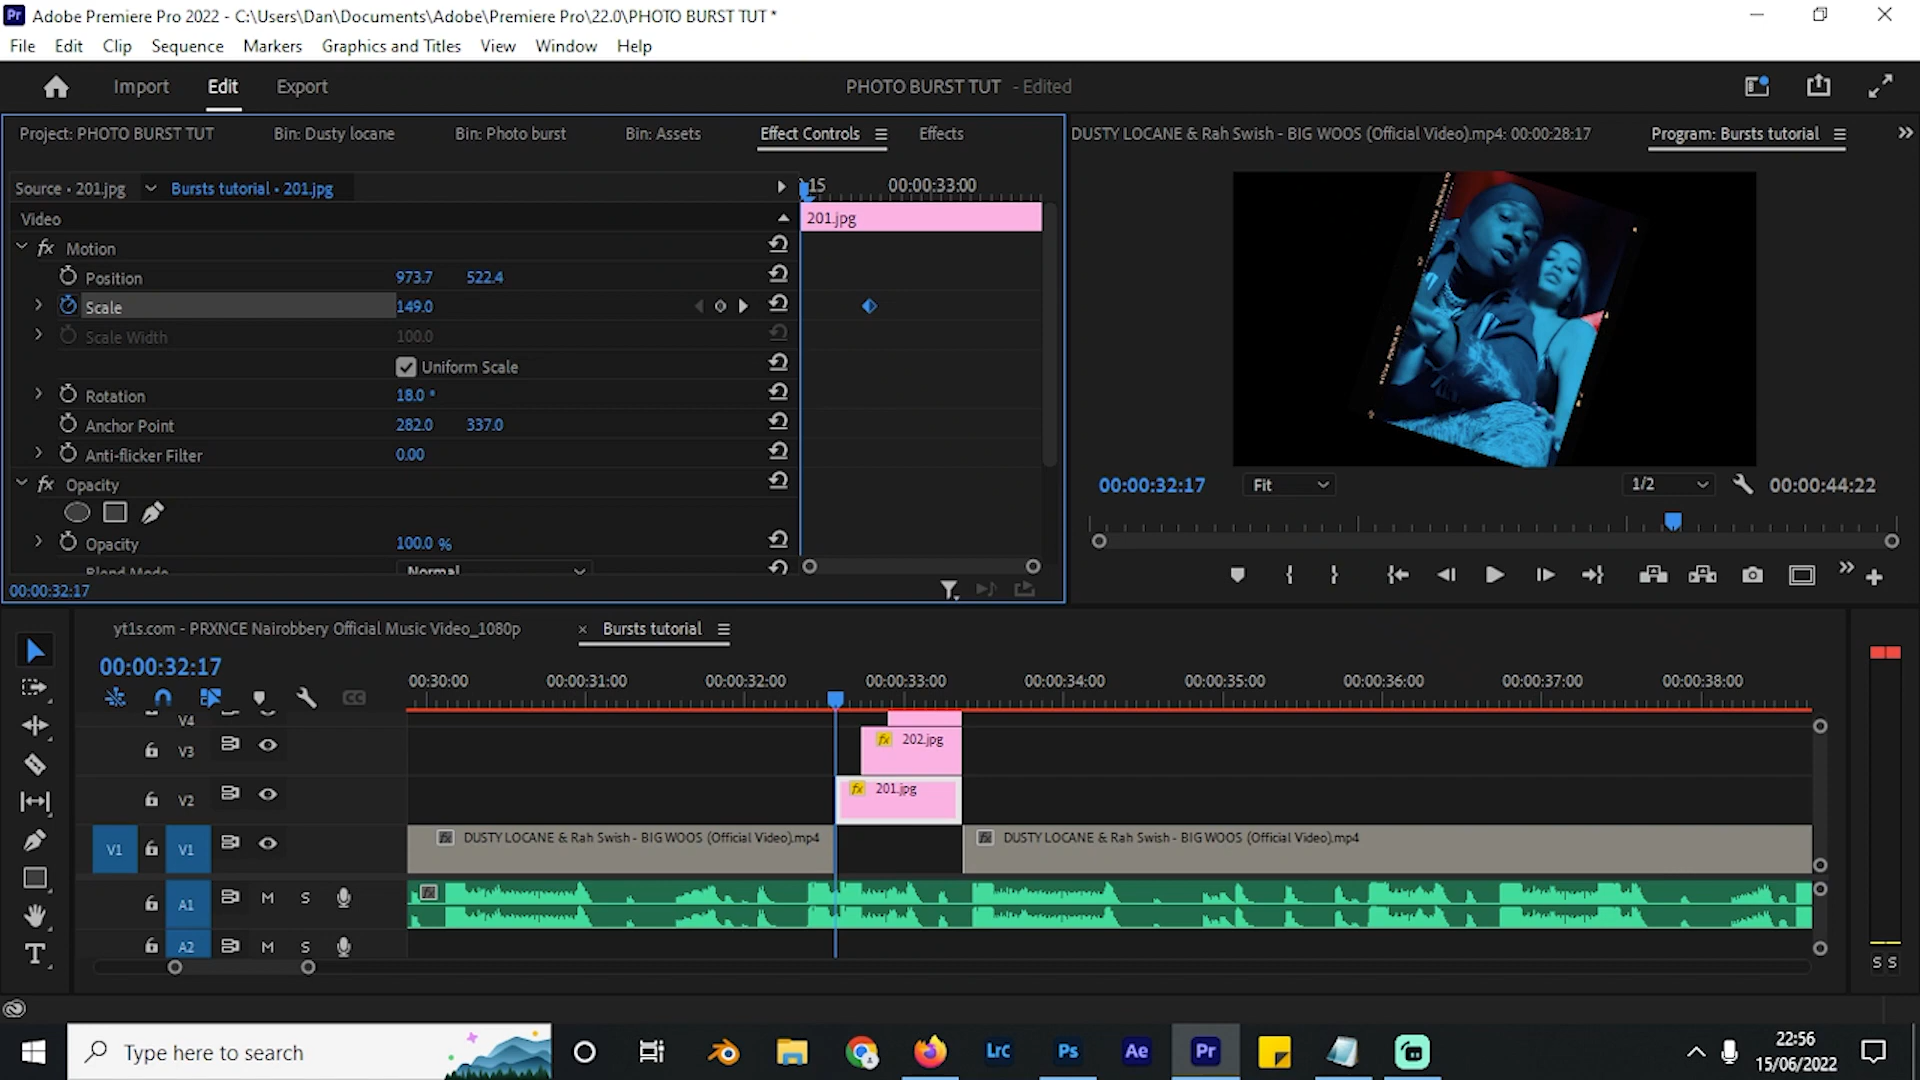 Adobe Premiere Pro 2022 - C:\Users\Dan\Documents\Adobe\Premiere Pro\22.0\PHOTO BURST TUT *
File Edit Clip Sequence Markers Graphics and Titles View Window Help
Import Edit Export PHOTO BURST TUT - Edited
Project: PHOTO BURST TUT Bin: Dusty locane Bin: Photo burst Bin: Assets Effect Controls Effects DUSTY LOCANE & Rah Swish - BIG WOOS (Official Video).mp4: 00:00:28:17 Program: Bursts tutorial
Source • 201.jpg Bursts tutorial • 201.jpg :15 00:00:33:00
Video 201.jpg
fx Motion
Position 973.7 522.4
Scale 149.0
Scale Width 100.0
Uniform Scale
Rotation 18.0 °
Anchor Point 282.0 337.0
Anti-flicker Filter 0.00
fx Opacity
00:00:32:17 Fit 1/2 00:00:44:22
Opacity 100.0 %
Blend Mode Normal
00:00:32:17
yt1s.com - PRXNCE Nairobbery Official Music Video_1080p × Bursts tutorial
00:00:32:17
00:30:00 00:00:31:00 00:00:32:00 00:00:33:00 00:00:34:00 00:00:35:00 00:00:36:00 00:00:37:00 00:00:38:00
CC
V4
V3 fx 202.jpg
V2 fx 201.jpg
V1 V1 fx DUSTY LOCANE & Rah Swish - BIG WOOS (Official Video).mp4 fx DUSTY LOCANE & Rah Swish - BIG WOOS (Official Video).mp4
A1 M S fx
A2 M S
S S
Type here to search LrC Ps Ae Pr 22:56
15/06/2022